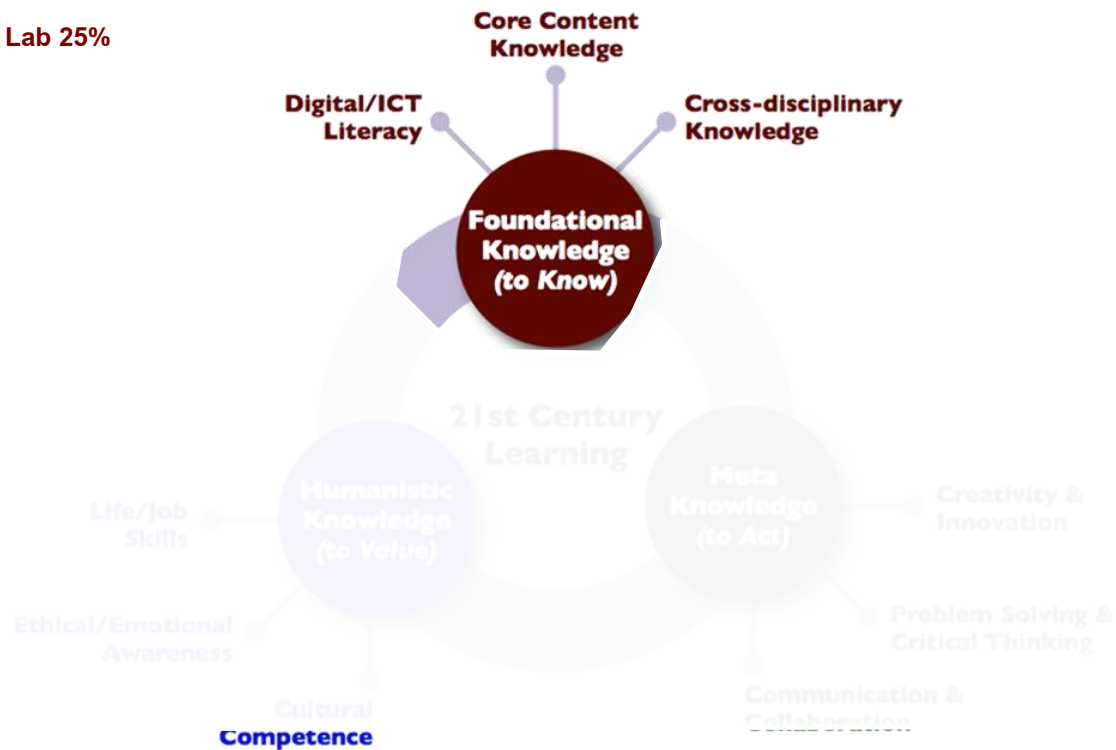 Lab 25%
Core Content
Knowledge
Digital/ICT
Literacy
Cross-disciplinary
Knowledge
Foundational
Knowledge
(to Know)
21st Century
Learning
Humanistic
Knowledge
(to Value)
Meta
Knowledge
(to Act)
Life/Job
Skills
Creativity &
Innovation
Ethical/Emotional
Awareness
Problem Solving &
Critical Thinking
Cultural
Competence
Communication &
Collaboration